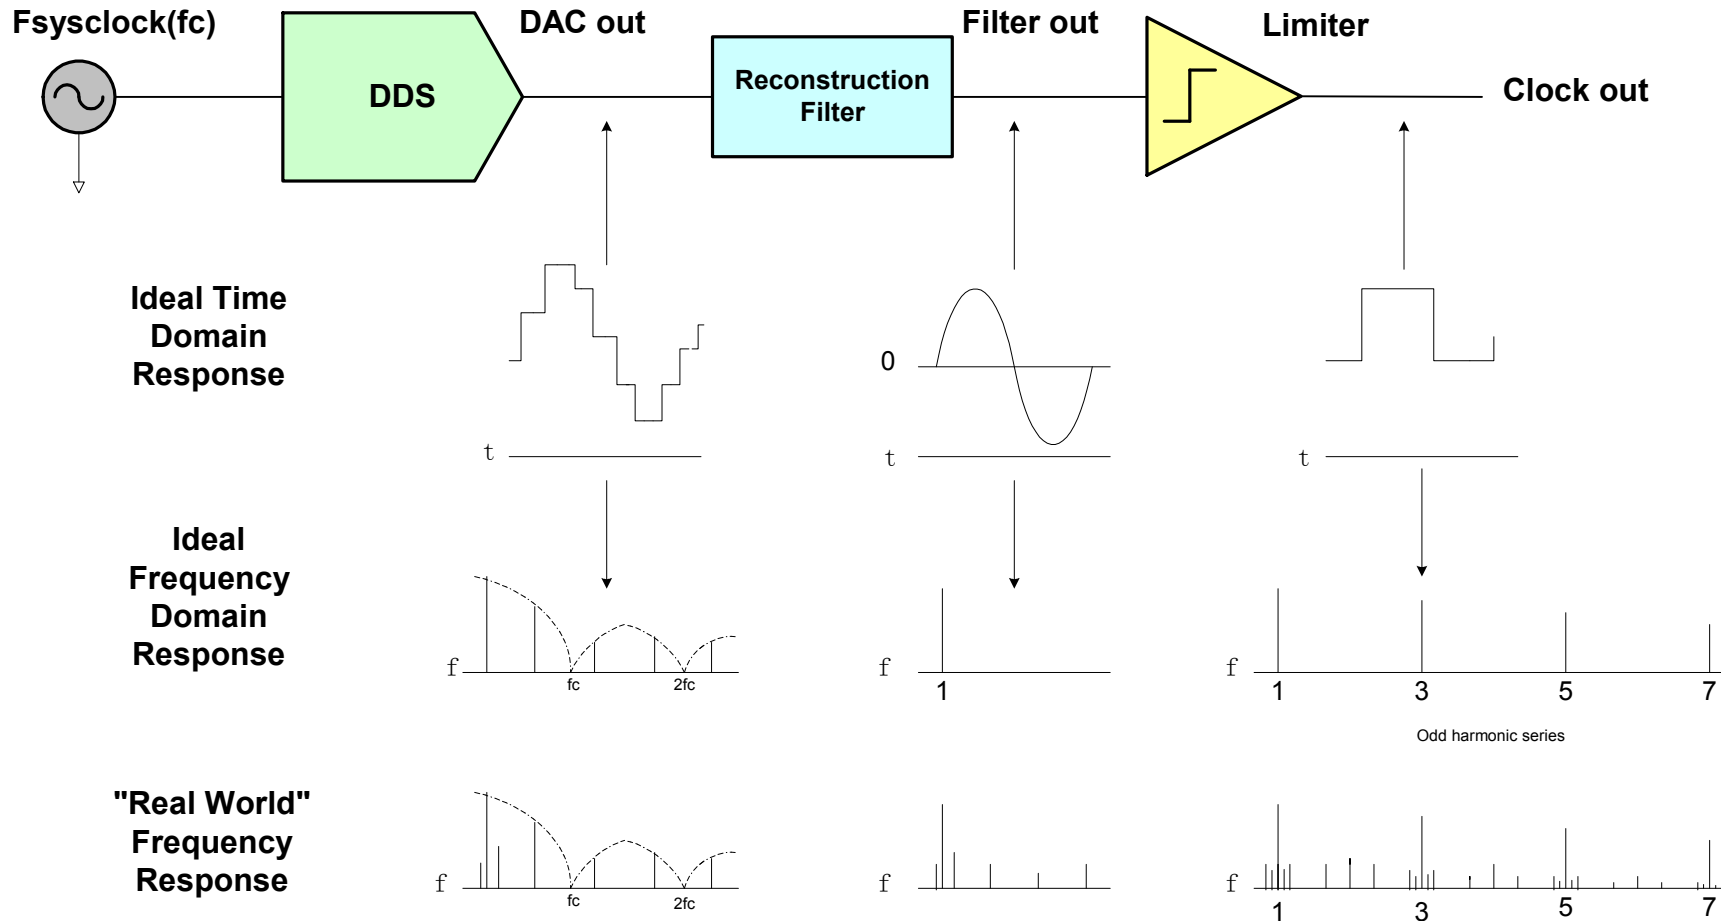 Fsysclock(fc)
DAC out
Filter out
Limiter
DDS
Reconstruction
Filter
Clock out
Ideal Time
Domain
Response
0
t
t
t
Ideal
Frequency
Domain
Response
f
fc
2fc
f
1
f
1
3
5
7
Odd harmonic series
"Real World"
Frequency
Response
f
fc
2fc
f
f
1
3
5
7